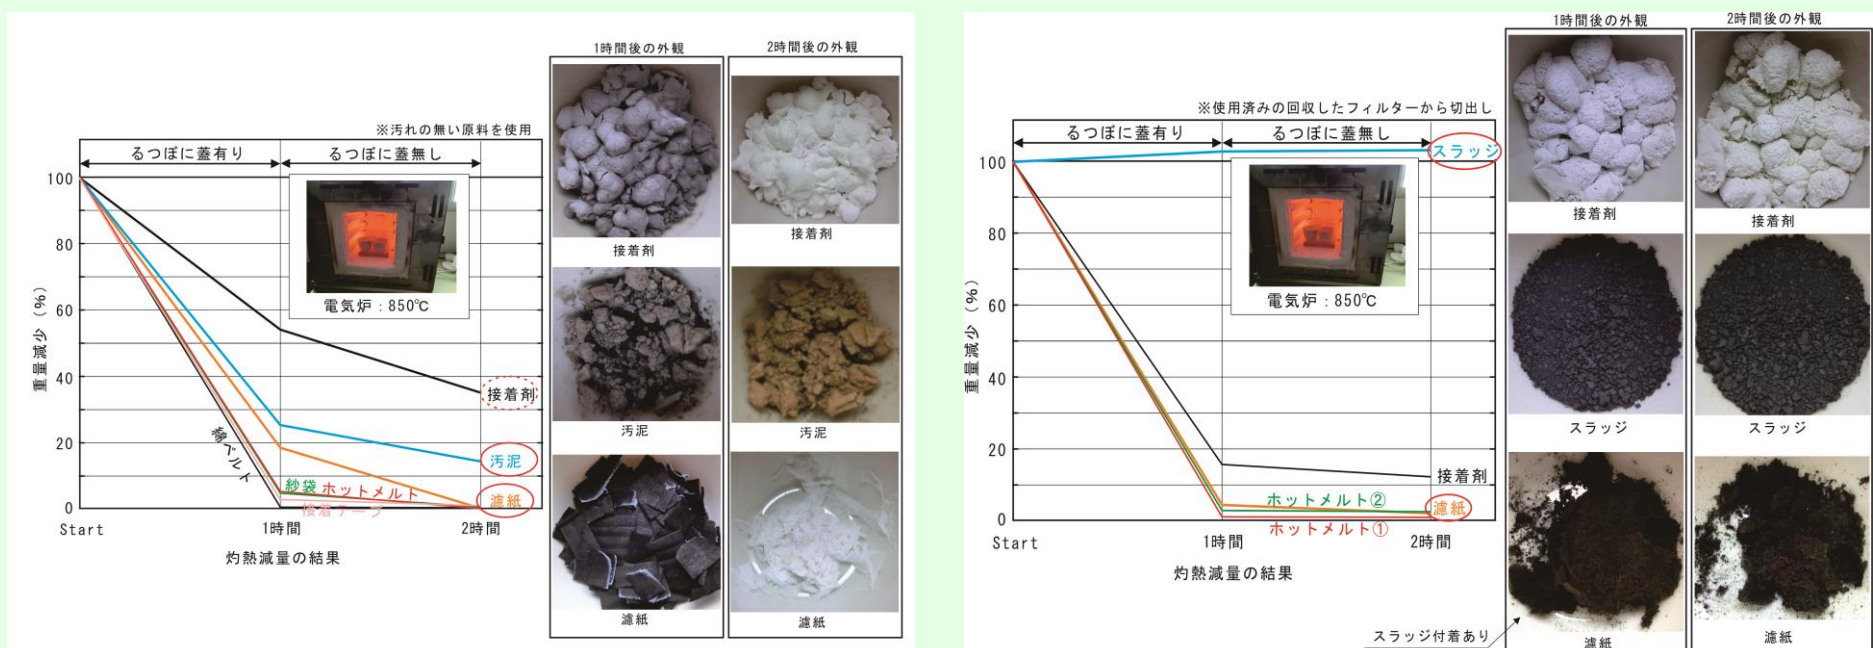 1時間後の外観
2時間後の外観
※汚れの無い原料を使用
るつぼに蓋有り
るつぼに蓋無し
100
80
60
40
20
0
重量減少 (%)
電気炉：850℃
接着剤
汚泥
濾紙
綿ベルト
紗袋
ホットメルト
接着テープ
Start
1時間
2時間
灼熱減量の結果
接着剤
接着剤
汚泥
汚泥
濾紙
濾紙
1時間後の外観
2時間後の外観
※使用済みの回収したフィルターから切出し
るつぼに蓋有り
るつぼに蓋無し
スラッジ
100
80
60
40
20
0
重量減少 (%)
電気炉：850℃
接着剤
ホットメルト②
濾紙
ホットメルト①
Start
1時間
2時間
灼熱減量の結果
接着剤
接着剤
スラッジ
スラッジ
スラッジ付着あり
濾紙
濾紙